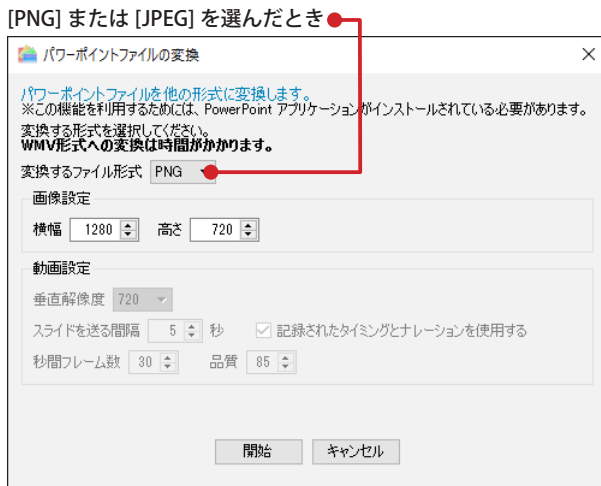 [PNG] または [JPEG] を選んだとき
パワーポイントファイルの変換
パワーポイントファイルを他の形式に変換します。
※この機能を利用するためには、PowerPoint アプリケーションがインストールされている必要があります。
変換する形式を選択してください。
WMV形式への変換は時間がかかります。
変換するファイル形式 PNG
画像設定
横幅 1280 高さ 720
動画設定
垂直解像度 720
スライドを送る間隔 5 秒 記録されたタイミングとナレーションを使用する
秒間フレーム数 30 品質 85
開始 キャンセル